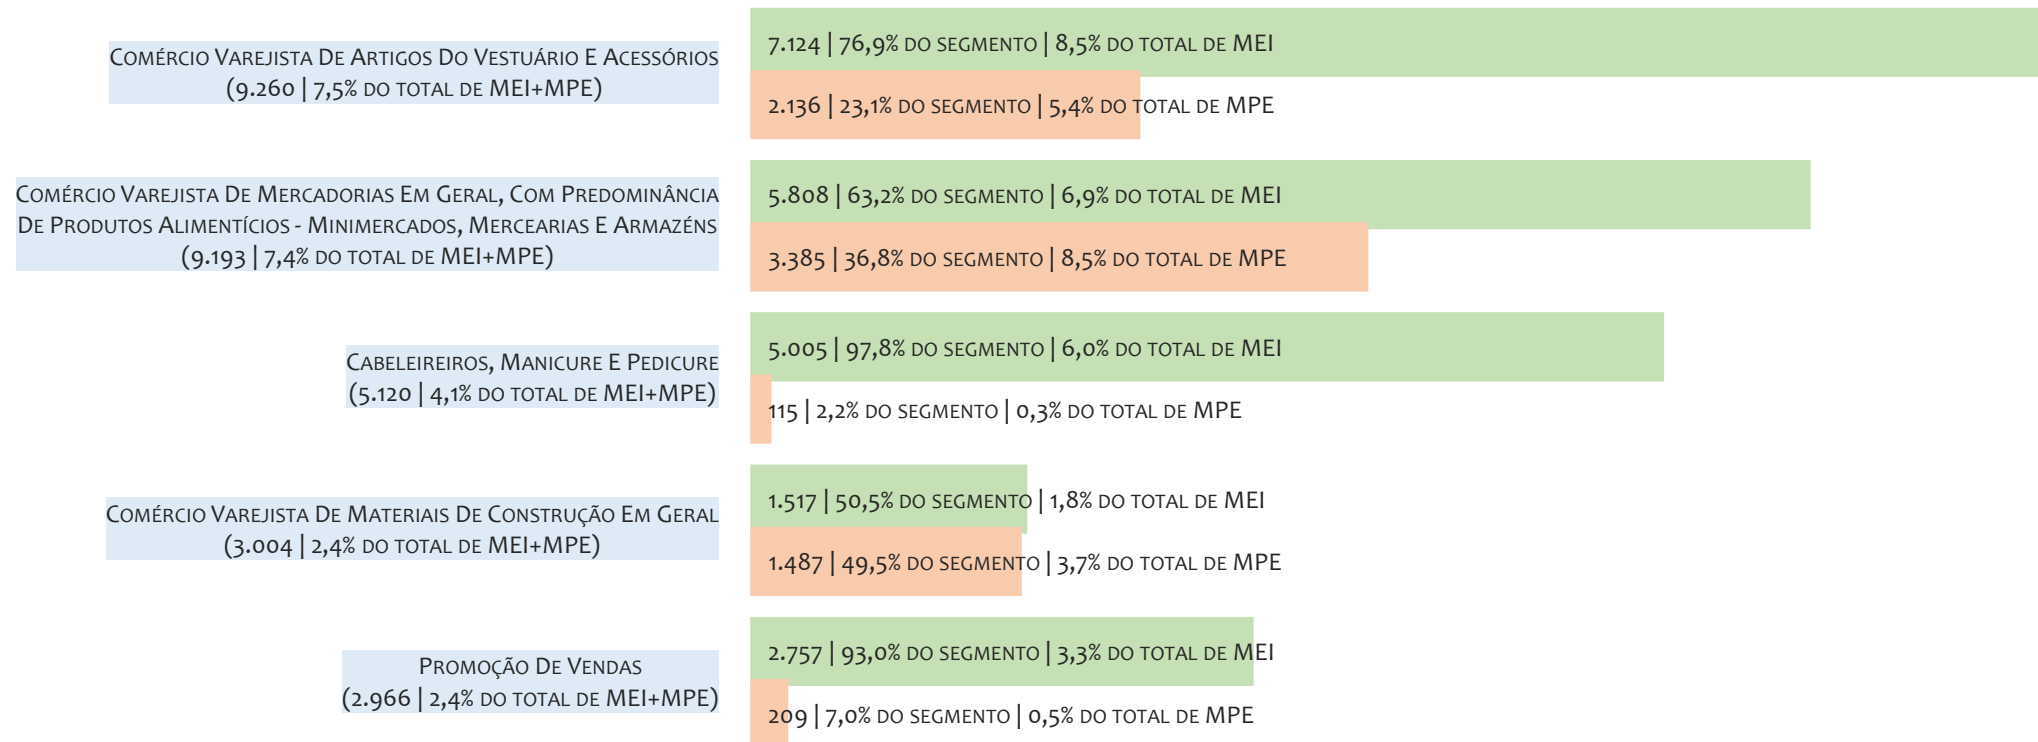 Comércio Varejista De Artigos Do Vestuário E Acessórios
(9.260 | 7,5% do total de MEI+MPE)
7.124 | 76,9% do segmento | 8,5% do total de MEI
2.136 | 23,1% do segmento | 5,4% do total de MPE
Comércio Varejista De Mercadorias Em Geral, Com Predominância
De Produtos Alimentícios - Minimercados, Mercearias E Armazéns
(9.193 | 7,4% do total de MEI+MPE)
5.808 | 63,2% do segmento | 6,9% do total de MEI
3.385 | 36,8% do segmento | 8,5% do total de MPE
Cabeleireiros, Manicure E Pedicure
(5.120 | 4,1% do total de MEI+MPE)
5.005 | 97,8% do segmento | 6,0% do total de MEI
115 | 2,2% do segmento | 0,3% do total de MPE
Comércio Varejista De Materiais De Construção Em Geral
(3.004 | 2,4% do total de MEI+MPE)
1.517 | 50,5% do segmento | 1,8% do total de MEI
1.487 | 49,5% do segmento | 3,7% do total de MPE
Promoção De Vendas
(2.966 | 2,4% do total de MEI+MPE)
2.757 | 93,0% do segmento | 3,3% do total de MEI
209 | 7,0% do segmento | 0,5% do total de MPE